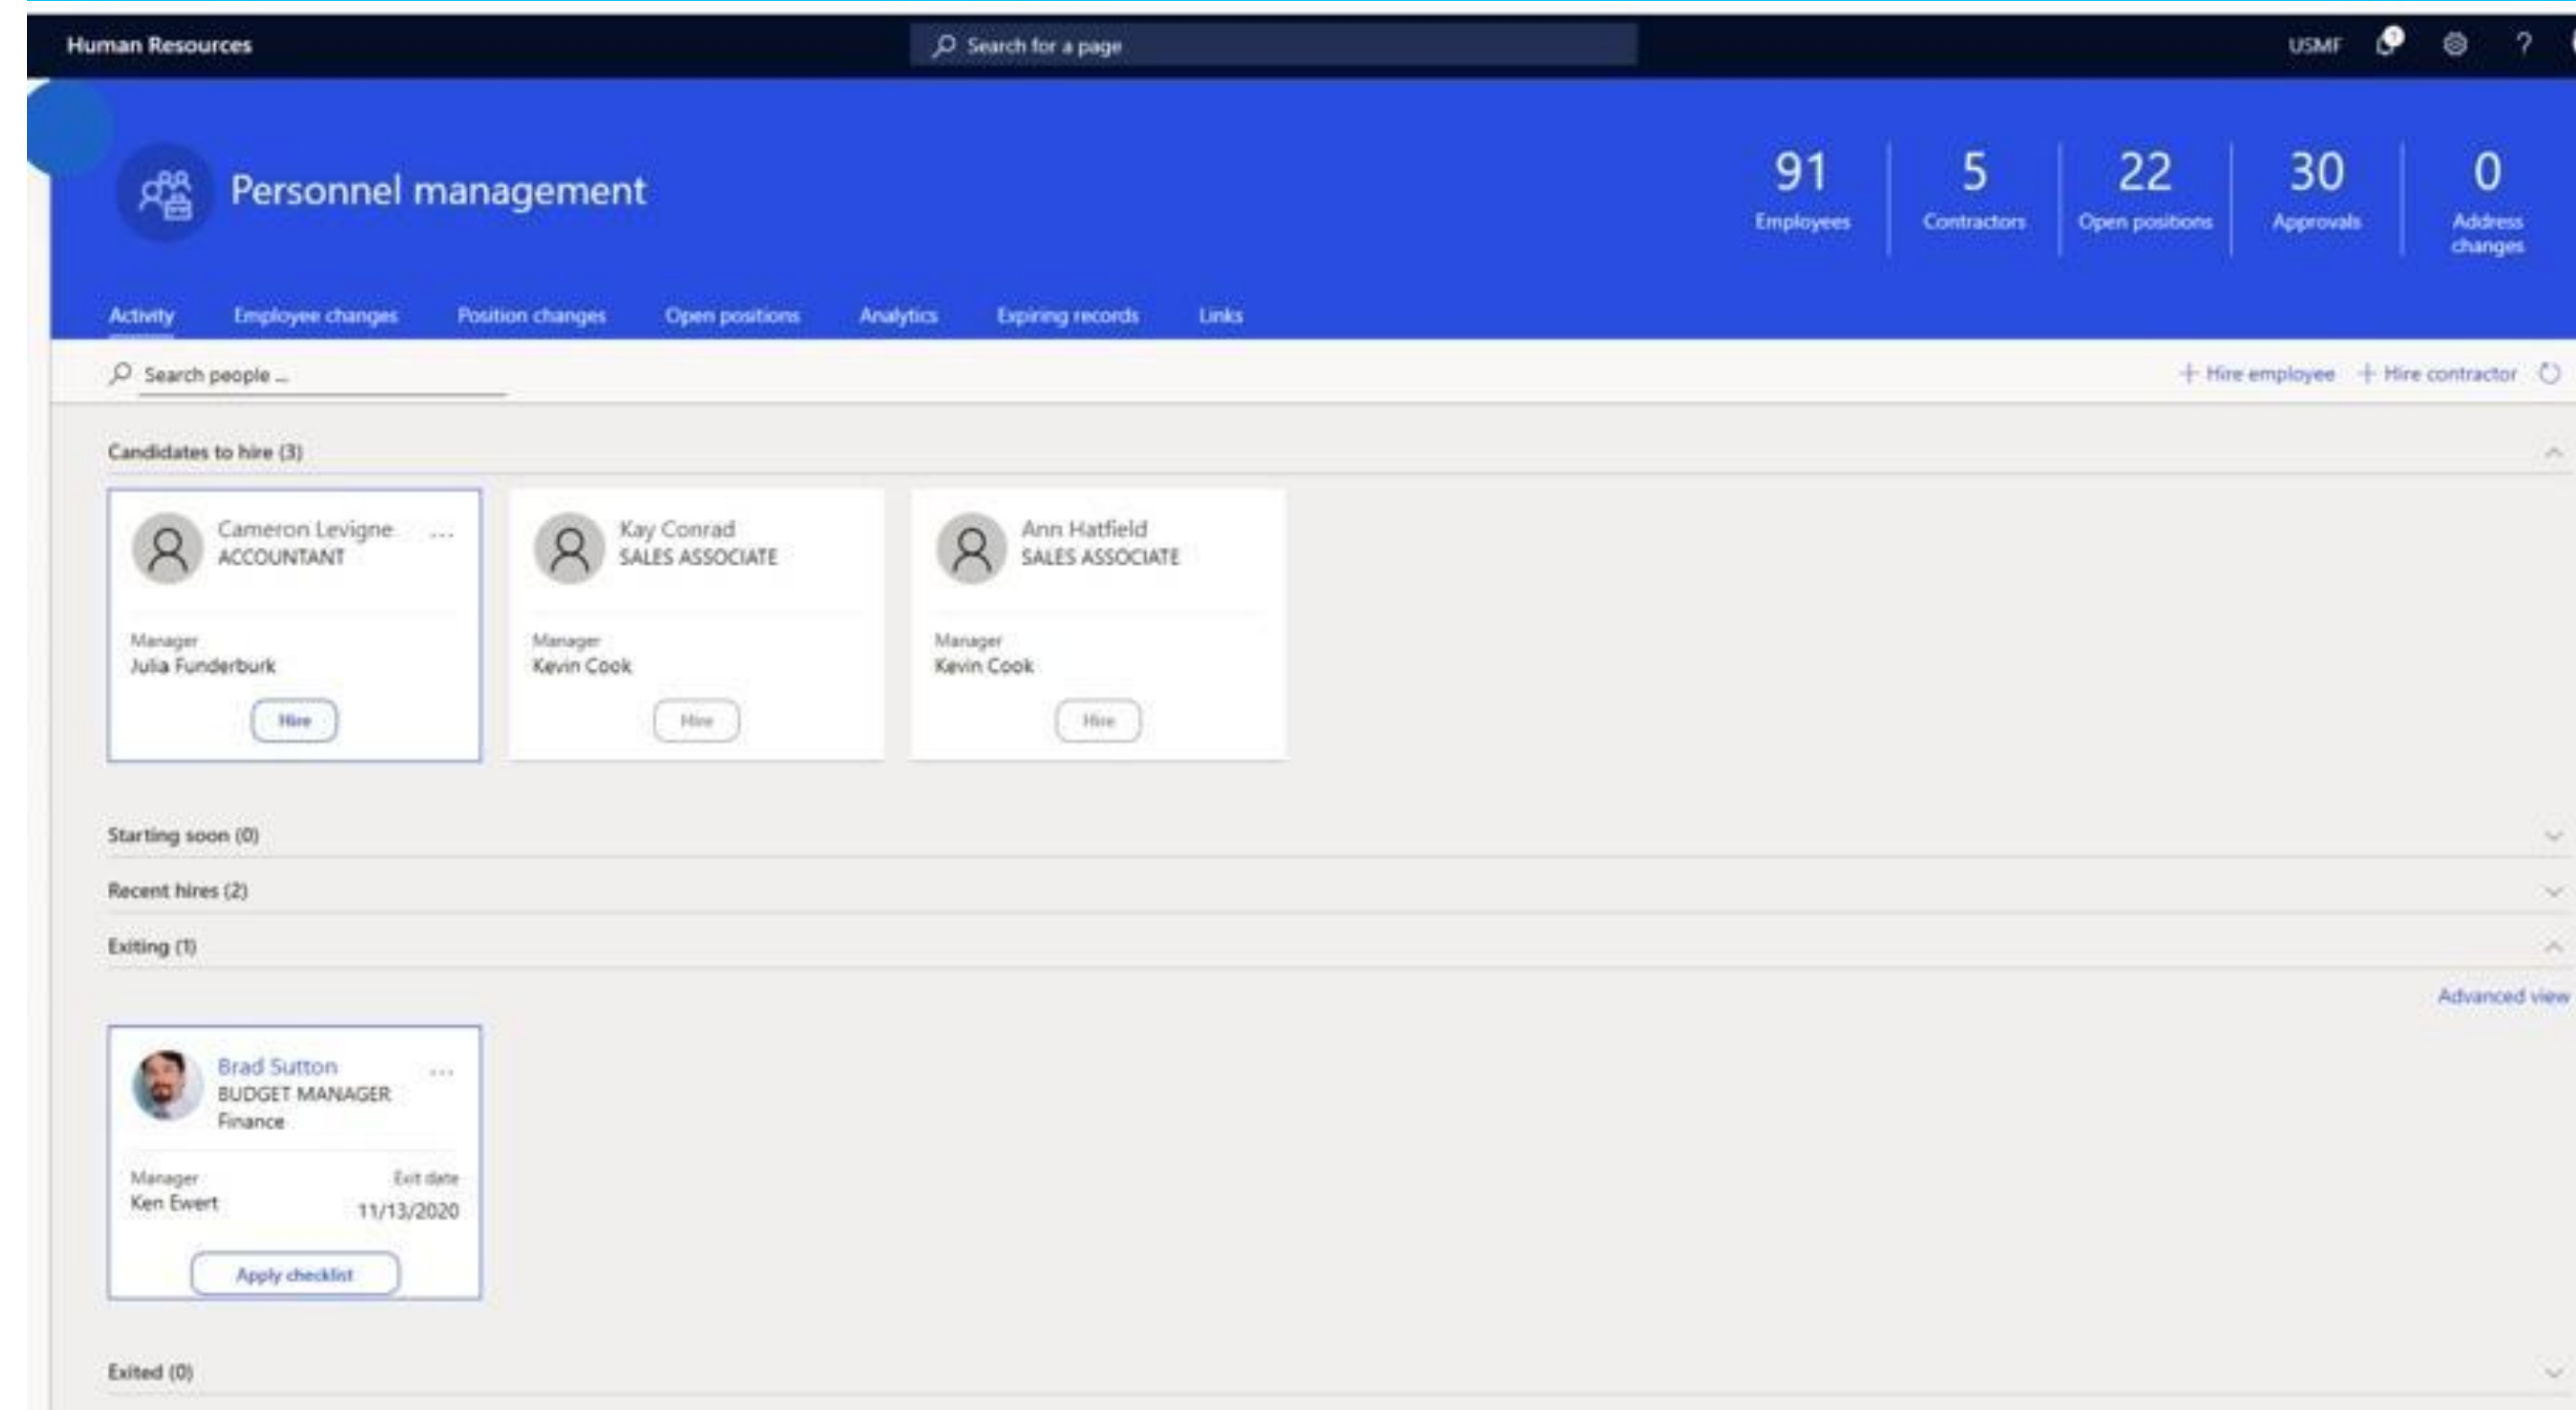 Human Resources
Search for a page
USMF
?
Personnel management
91
Employees
5
Contractors
22
Open positions
30
Approvals
0
Address
changes
Activity Employee changes Position changes Open positions Analytics Expiring records Links
Search people ...
+ Hire employee + Hire contractor
Candidates to hire (3)
Cameron Levigne ...
ACCOUNTANT
Manager
Julia Funderburk
Hire
Kay Conrad
SALES ASSOCIATE
Manager
Kevin Cook
Hire
Ann Hatfield
SALES ASSOCIATE
Manager
Kevin Cook
Hire
Starting soon (0)
Recent hires (2)
Exiting (1)
Advanced view
Brad Sutton ...
BUDGET MANAGER
Finance
Manager
Ken Ewert
Exit date
11/13/2020
Apply checklist
Exited (0)